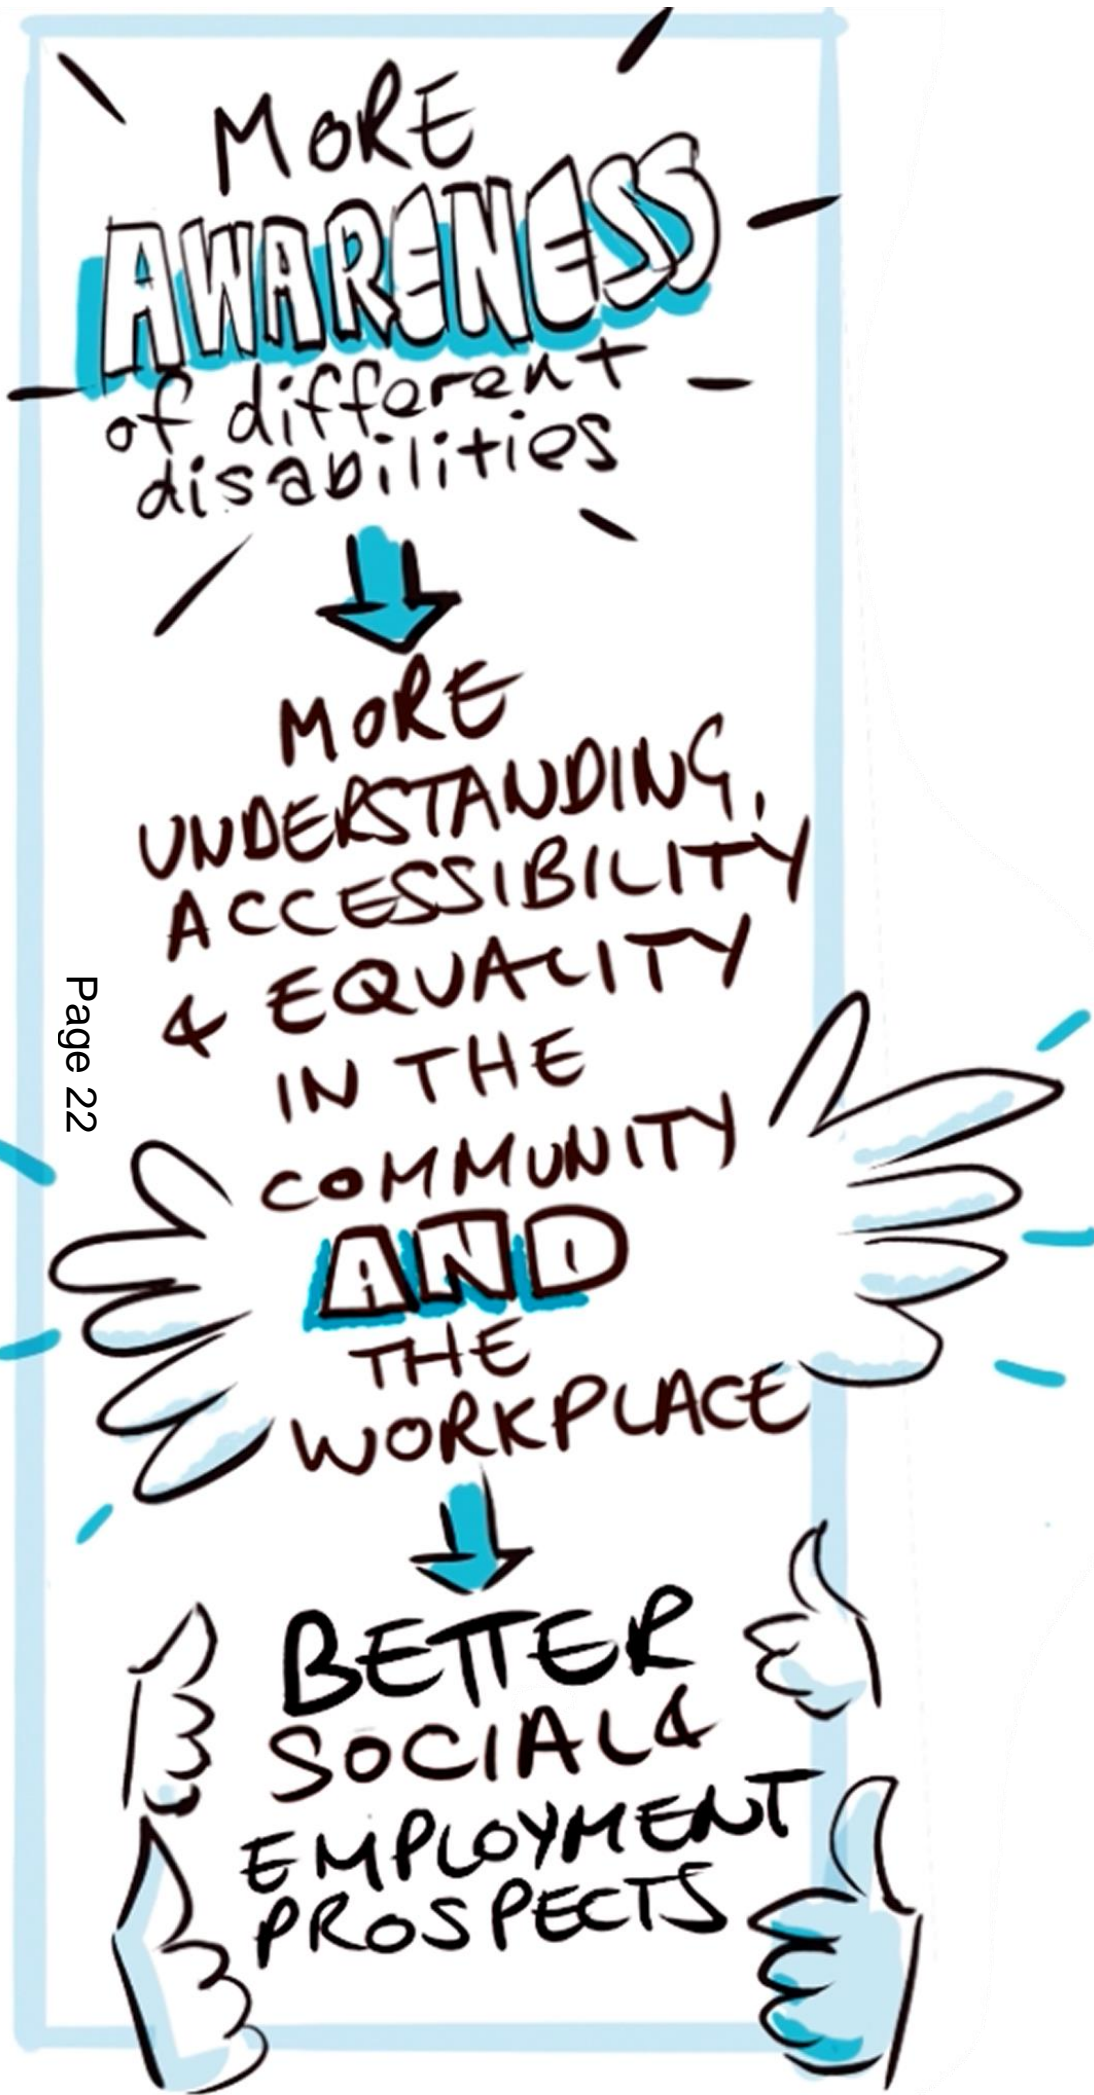 MORE
AWARENESS
of different
disabilities
MORE
UNDERSTANDING,
ACCESSIBILITY
& EQUALITY
IN THE
COMMUNITY
AND
THE
WORKPLACE
BETTER
SOCIAL &
EMPLOYMENT
PROSPECTS
Page 22